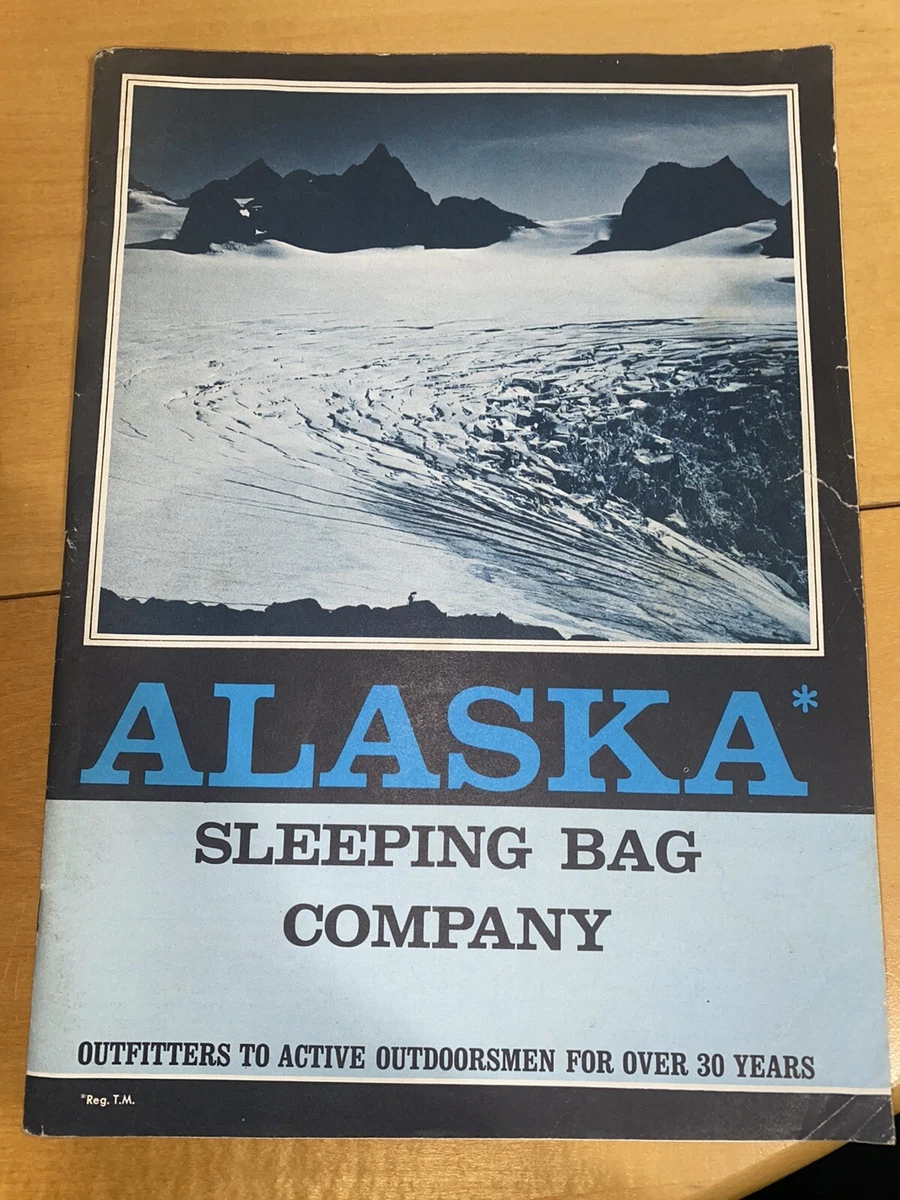 ALASKA*
SLEEPING BAG
COMPANY
OUTFITTERS TO ACTIVE OUTDOORSMEN FOR OVER 30 YEARS
*Reg. T.M.